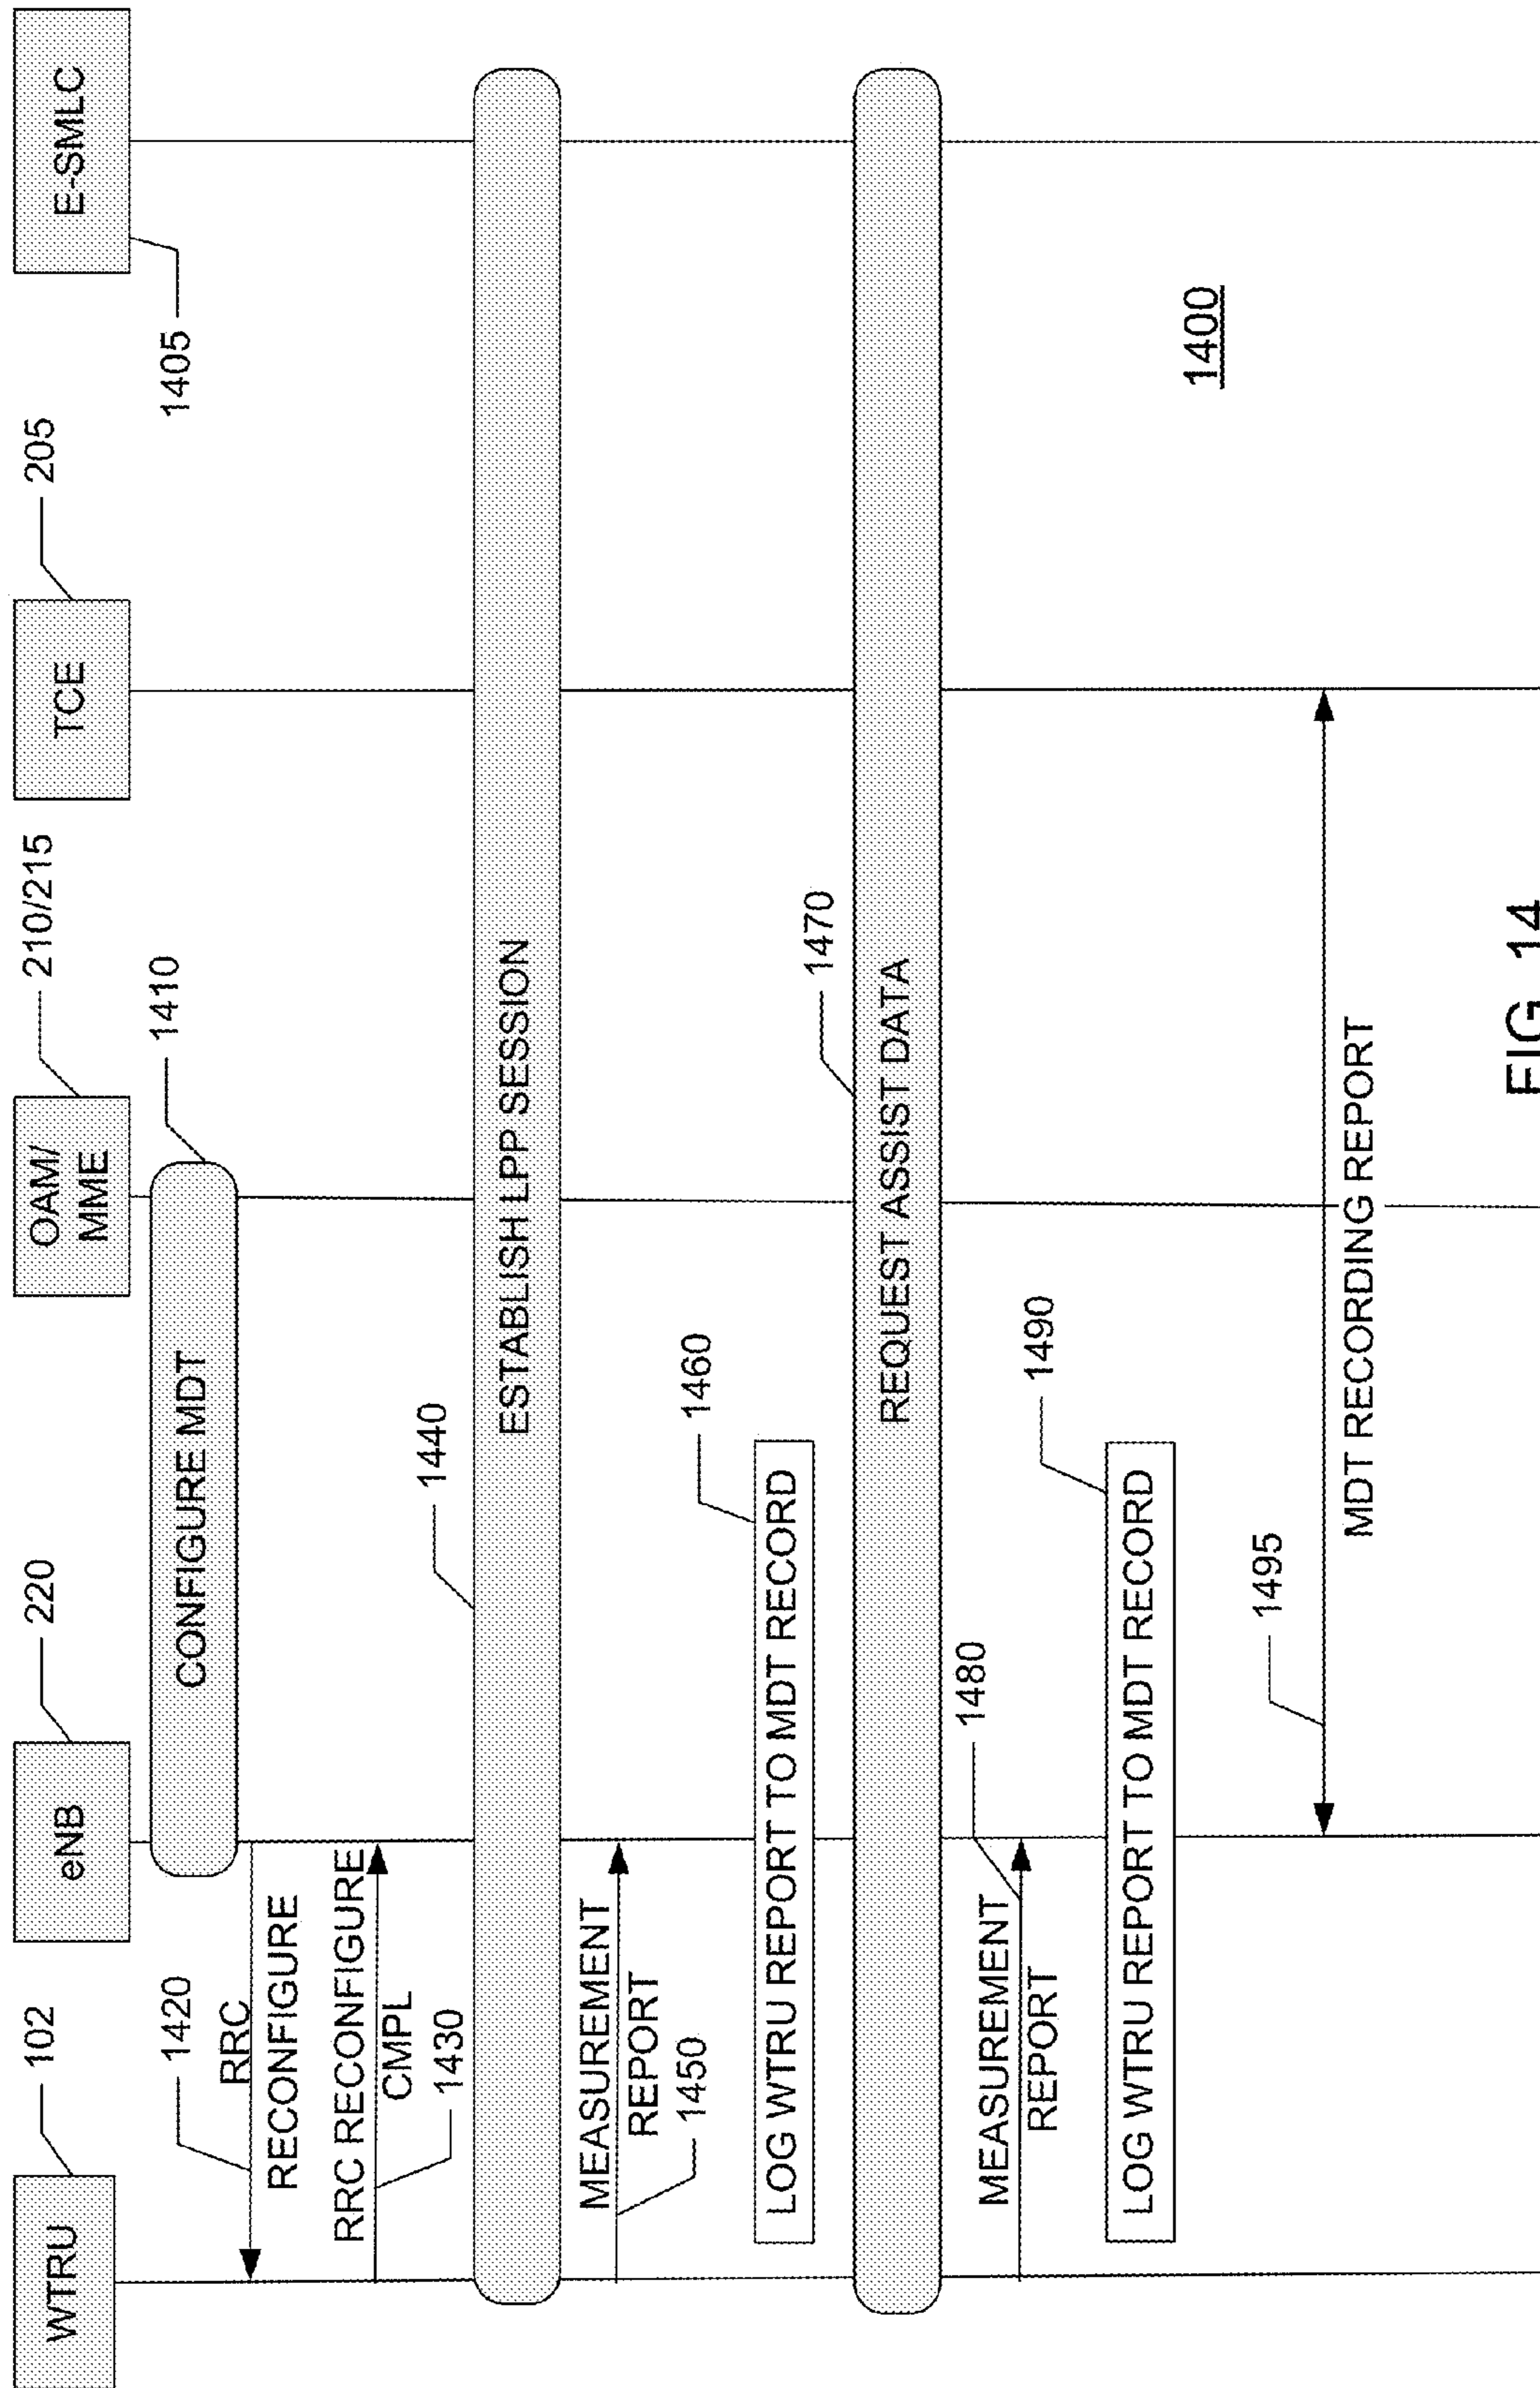 WTRU
102
eNB
220
OAM/
MME
210/215
TCE
205
E-SMLC
1405
CONFIGURE MDT
1410
1420
RRC
RECONFIGURE
RRC RECONFIGURE
CMPL
1430
1440
ESTABLISH LPP SESSION
MEASUREMENT
REPORT
1450
LOG WTRU REPORT TO MDT RECORD
1460
1470
REQUEST ASSIST DATA
MEASUREMENT
REPORT
1480
LOG WTRU REPORT TO MDT RECORD
1490
1495
MDT RECORDING REPORT
1400
FIG. 14